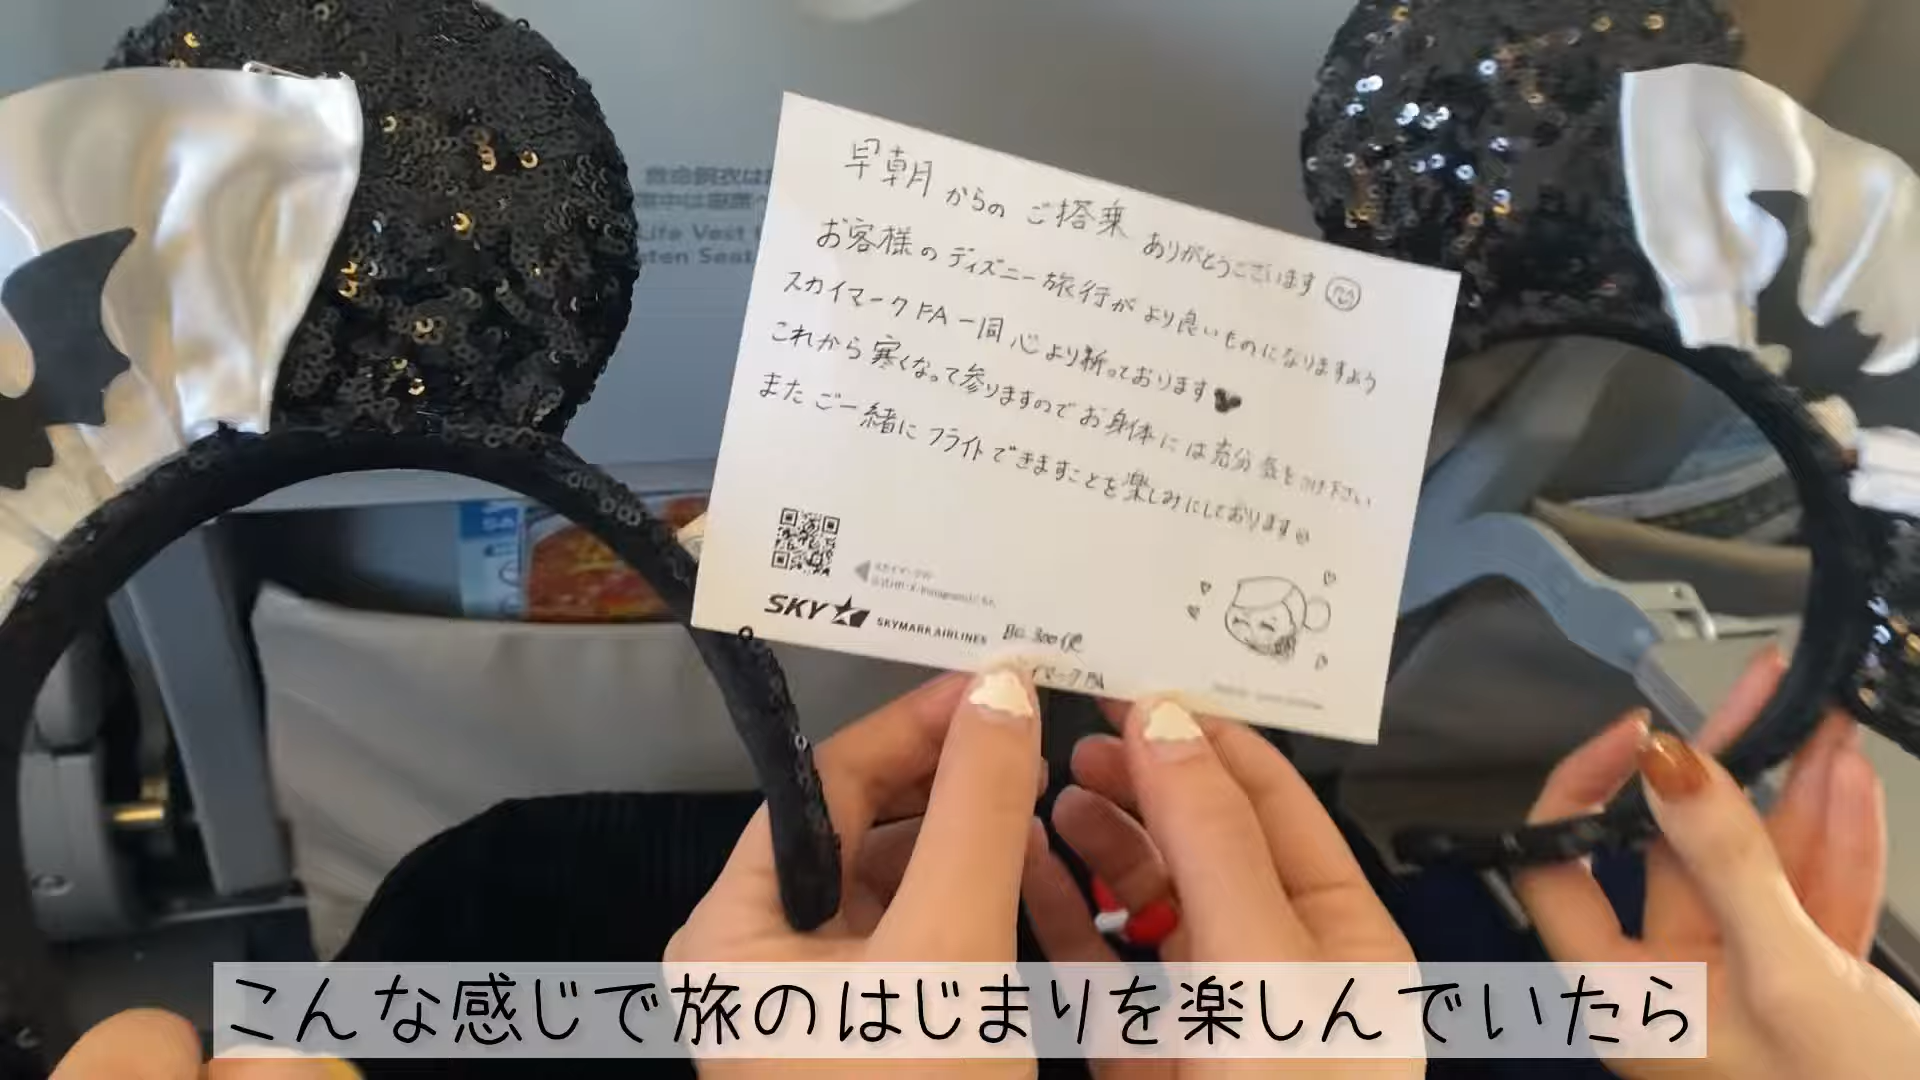 早朝からのご搭乗ありがとうございます
お客様のディズニー旅行がより良いものになりますよう
スカイマークFA一同心より祈っております
これから寒くなって参りますのでお身体には充分気をつけ下さい
またご一緒にフライトできますことを楽しみにしております
SKY
SKYMARK AIRLINES
Life Vest
Seat
こんな感じで旅のはじまりを楽しんでいたら